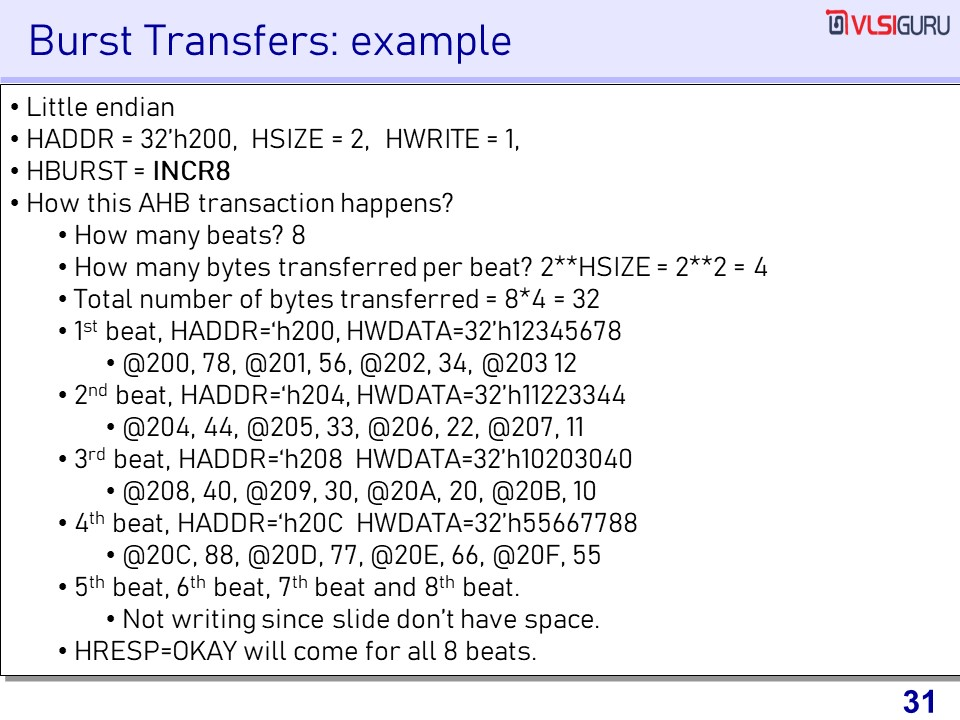 Burst Transfers: example
VLSIGURU
• Little endian
• HADDR = 32’h200, HSIZE = 2, HWRITE = 1,
• HBURST = INCR8
• How this AHB transaction happens?
• How many beats? 8
• How many bytes transferred per beat? 2**HSIZE = 2**2 = 4
• Total number of bytes transferred = 8*4 = 32
• 1st beat, HADDR=‘h200, HWDATA=32’h12345678
• @200, 78, @201, 56, @202, 34, @203 12
• 2nd beat, HADDR=‘h204, HWDATA=32’h11223344
• @204, 44, @205, 33, @206, 22, @207, 11
• 3rd beat, HADDR=‘h208 HWDATA=32’h10203040
• @208, 40, @209, 30, @20A, 20, @20B, 10
• 4th beat, HADDR=‘h20C HWDATA=32’h55667788
• @20C, 88, @20D, 77, @20E, 66, @20F, 55
• 5th beat, 6th beat, 7th beat and 8th beat.
• Not writing since slide don’t have space.
• HRESP=OKAY will come for all 8 beats.
31